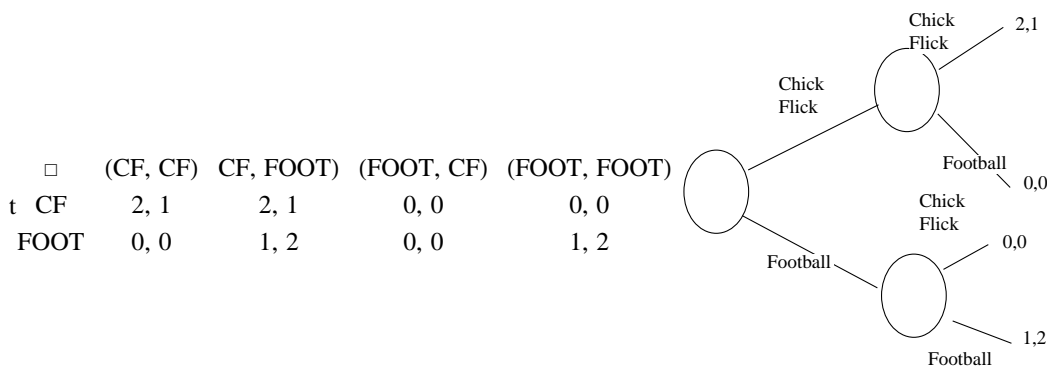 □ (CF, CF) CF, FOOT) (FOOT, CF) (FOOT, FOOT)
t CF 2, 1 2, 1 0, 0 0, 0
FOOT 0, 0 1, 2 0, 0 1, 2
Chick
Flick
2,1
Chick
Flick
Football
0,0
Chick
Flick
0,0
Football
1,2
Football